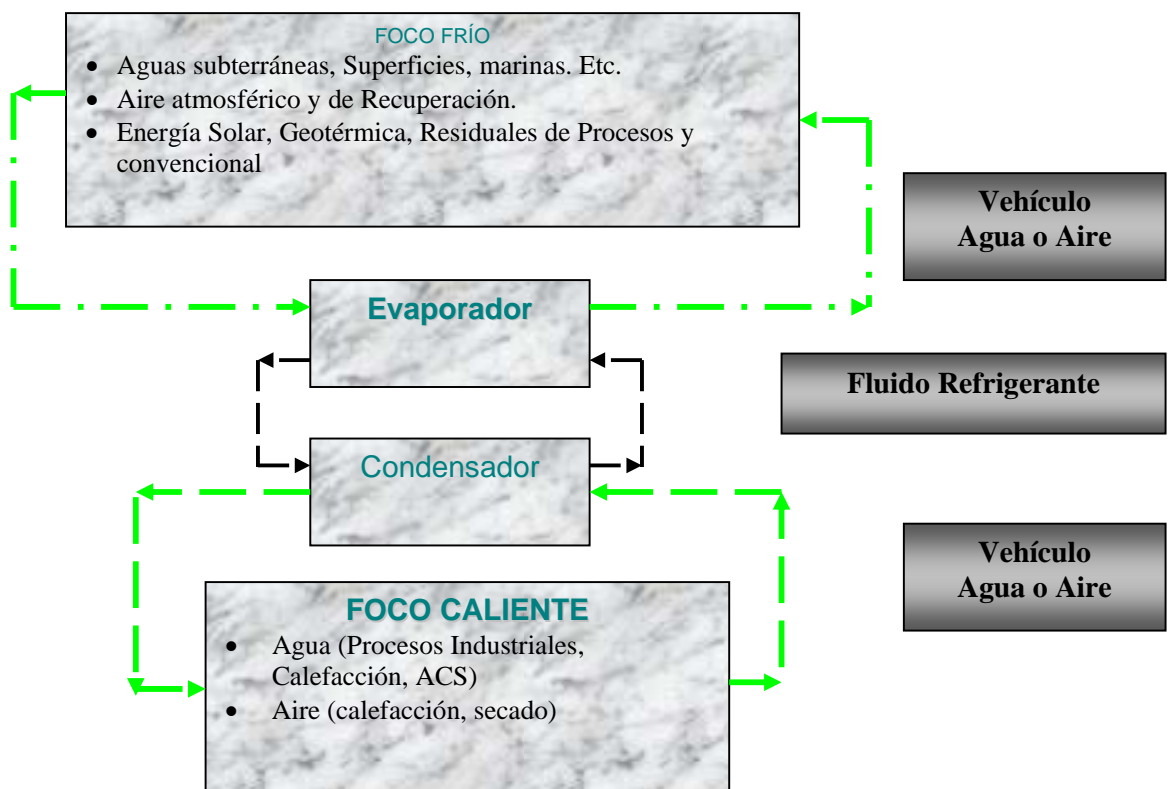 FOCO FRÍO
• Aguas subterráneas, Superficies, marinas. Etc.
• Aire atmosférico y de Recuperación.
• Energía Solar, Geotérmica, Residuales de Procesos y
convencional
Vehículo
Agua o Aire
Evaporador
Fluido Refrigerante
Condensador
Vehículo
Agua o Aire
FOCO CALIENTE
• Agua (Procesos Industriales,
Calefacción, ACS)
• Aire (calefacción, secado)